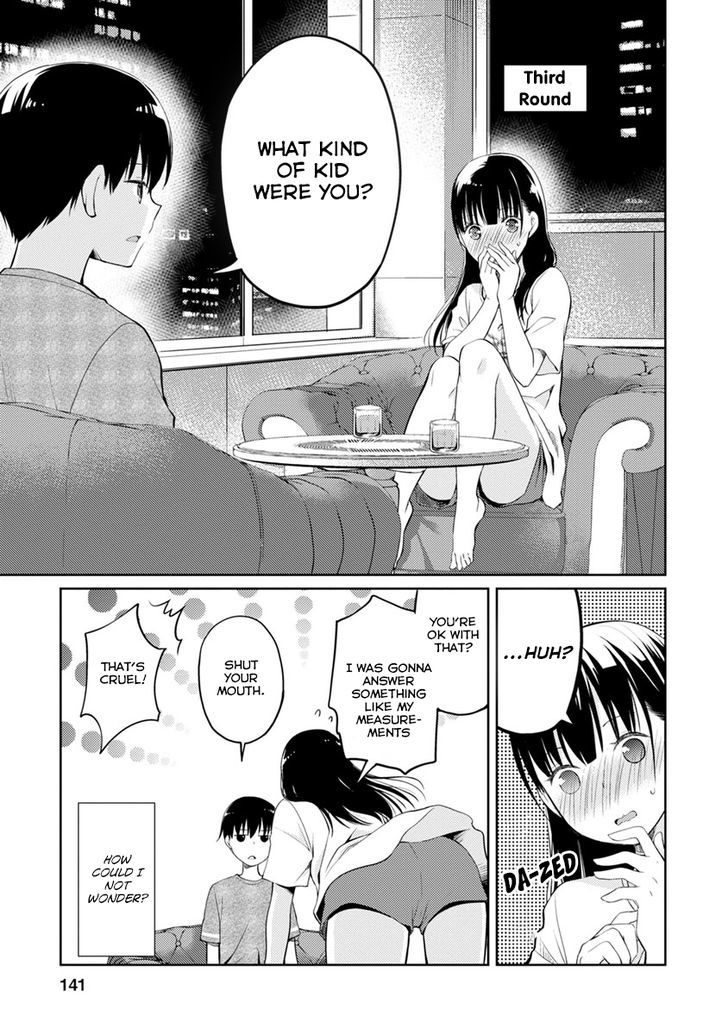 Third
Round
WHAT KIND
OF KID
WERE YOU?
...HUH?
DA-ZED
YOU'RE
OK WITH
THAT?
I WAS GONNA
ANSWER
SOMETHING
LIKE MY
MEASURE-
MENTS
SHUT
YOUR
MOUTH.
THAT'S
CRUEL!
HOW
COULD I
NOT
WONDER?
141